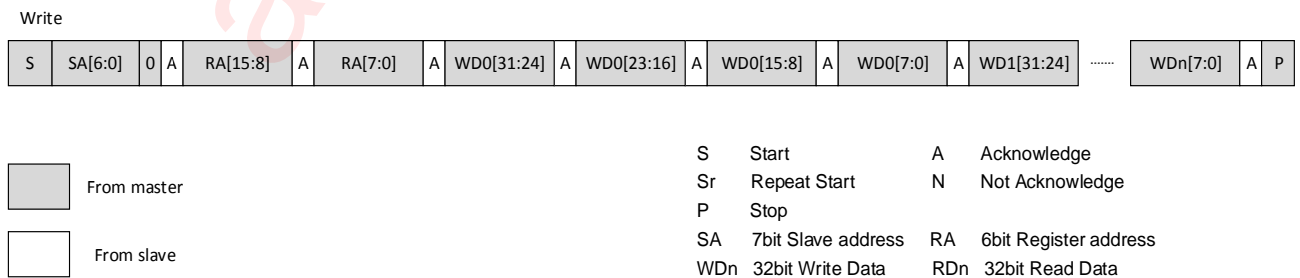 Write
S SA[6:0] 0 A RA[15:8] A RA[7:0] A WD0[31:24] A WD0[23:16] A WD0[15:8] A WD0[7:0] A WD1[31:24] ....... WDn[7:0] A P
S Start A Acknowledge
Sr Repeat Start N Not Acknowledge
From master
P Stop
SA 7bit Slave address RA 6bit Register address
From slave
WDn 32bit Write Data RDn 32bit Read Data